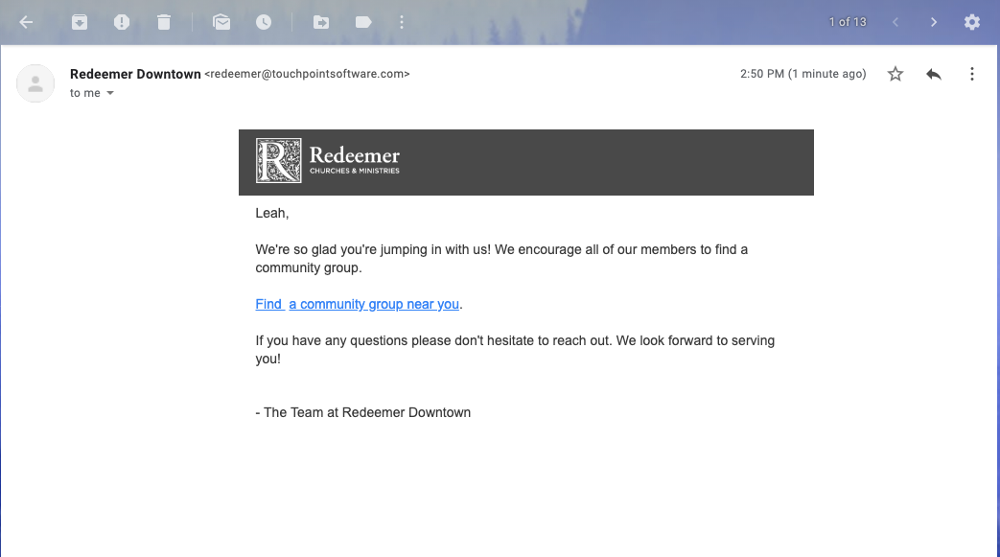 1 of 13
Redeemer Downtown <redeemer@touchpointsoftware.com>
2:50 PM (1 minute ago)
to me
R Redeemer
CHURCHES & MINISTRIES
Leah,
We're so glad you're jumping in with us! We encourage all of our members to find a
community group.
Find  a community group near you.
If you have any questions please don't hesitate to reach out. We look forward to serving
you!
- The Team at Redeemer Downtown